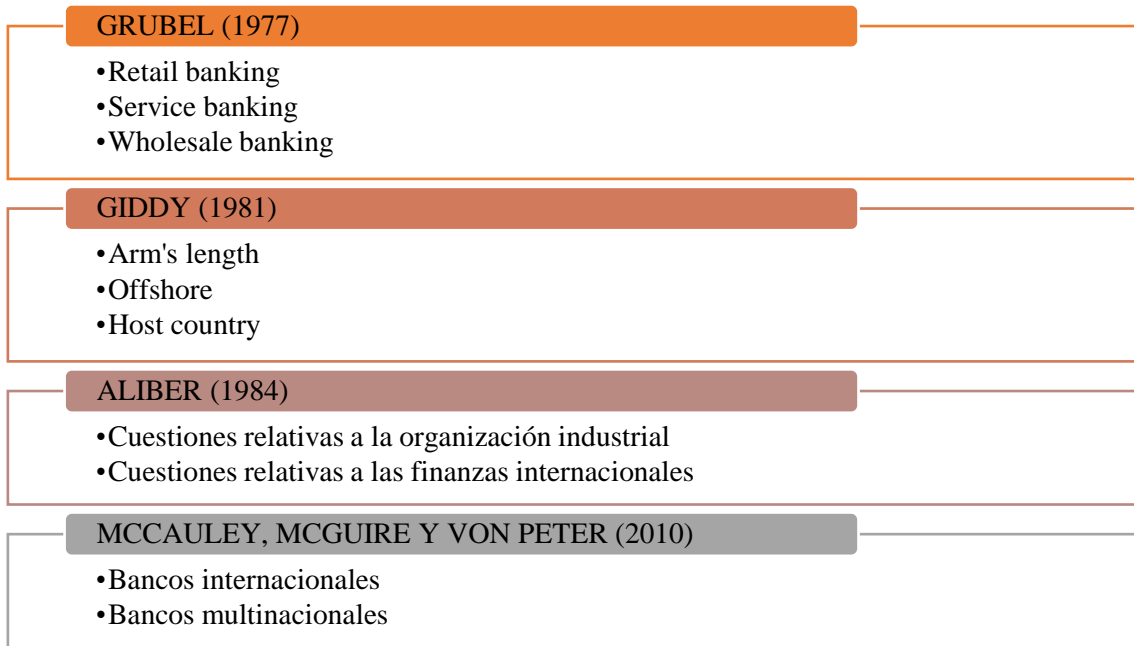 GRUBEL (1977)
•Retail banking
•Service banking
•Wholesale banking
GIDDY (1981)
•Arm's length
•Offshore
•Host country
ALIBER (1984)
•Cuestiones relativas a la organización industrial
•Cuestiones relativas a las finanzas internacionales
MCCAULEY, MCGUIRE Y VON PETER (2010)
•Bancos internacionales
•Bancos multinacionales